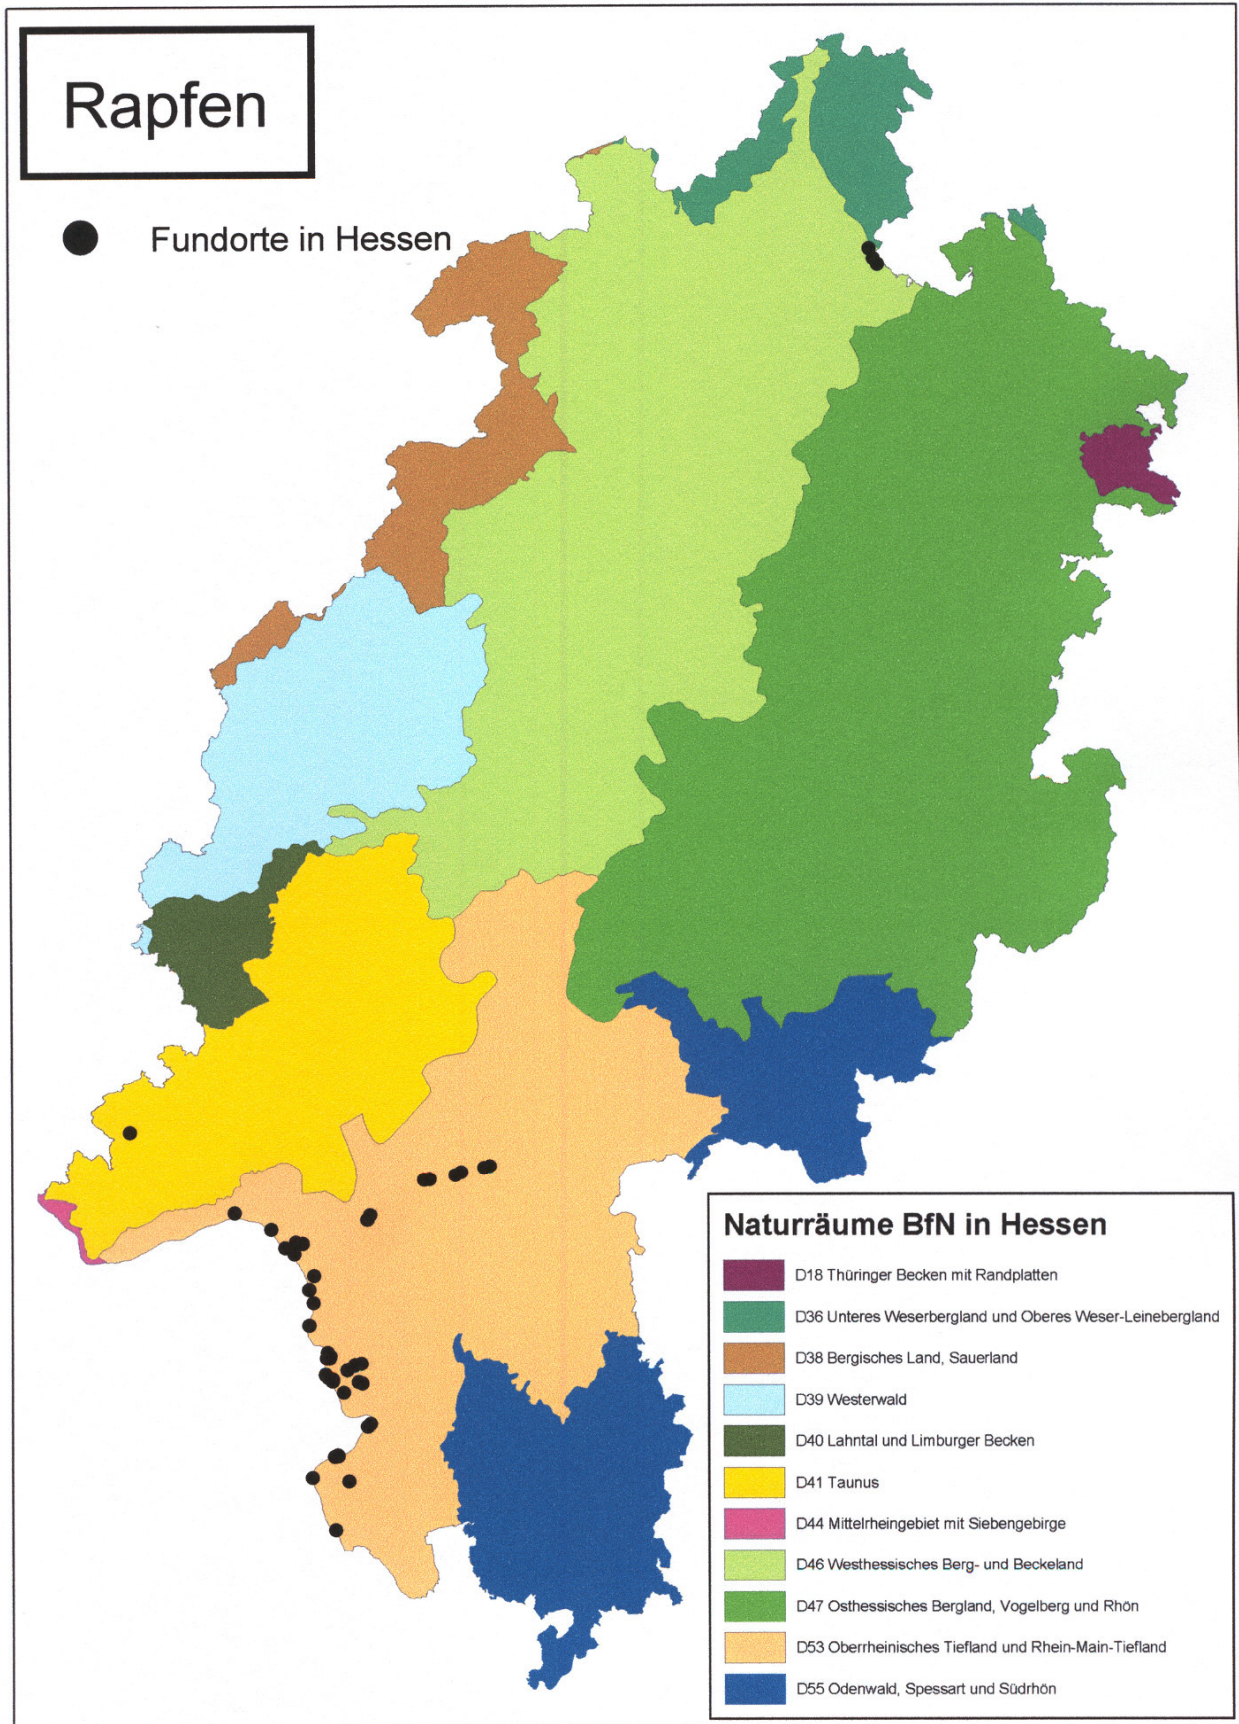 Rapfen
Fundorte in Hessen
Naturräume BfN in Hessen
D18 Thüringer Becken mit Randplatten
D36 Unteres Weserbergland und Oberes Weser-Leinebergland
D38 Bergisches Land, Sauerland
D39 Westerwald
D40 Lahntal und Limburger Becken
D41 Taunus
D44 Mittelrheingebiet mit Siebengebirge
D46 Westhessisches Berg- und Beckeland
D47 Osthessisches Bergland, Vogelberg und Rhön
D53 Oberrheinisches Tiefland und Rhein-Main-Tiefland
D55 Odenwald, Spessart und Südrhön